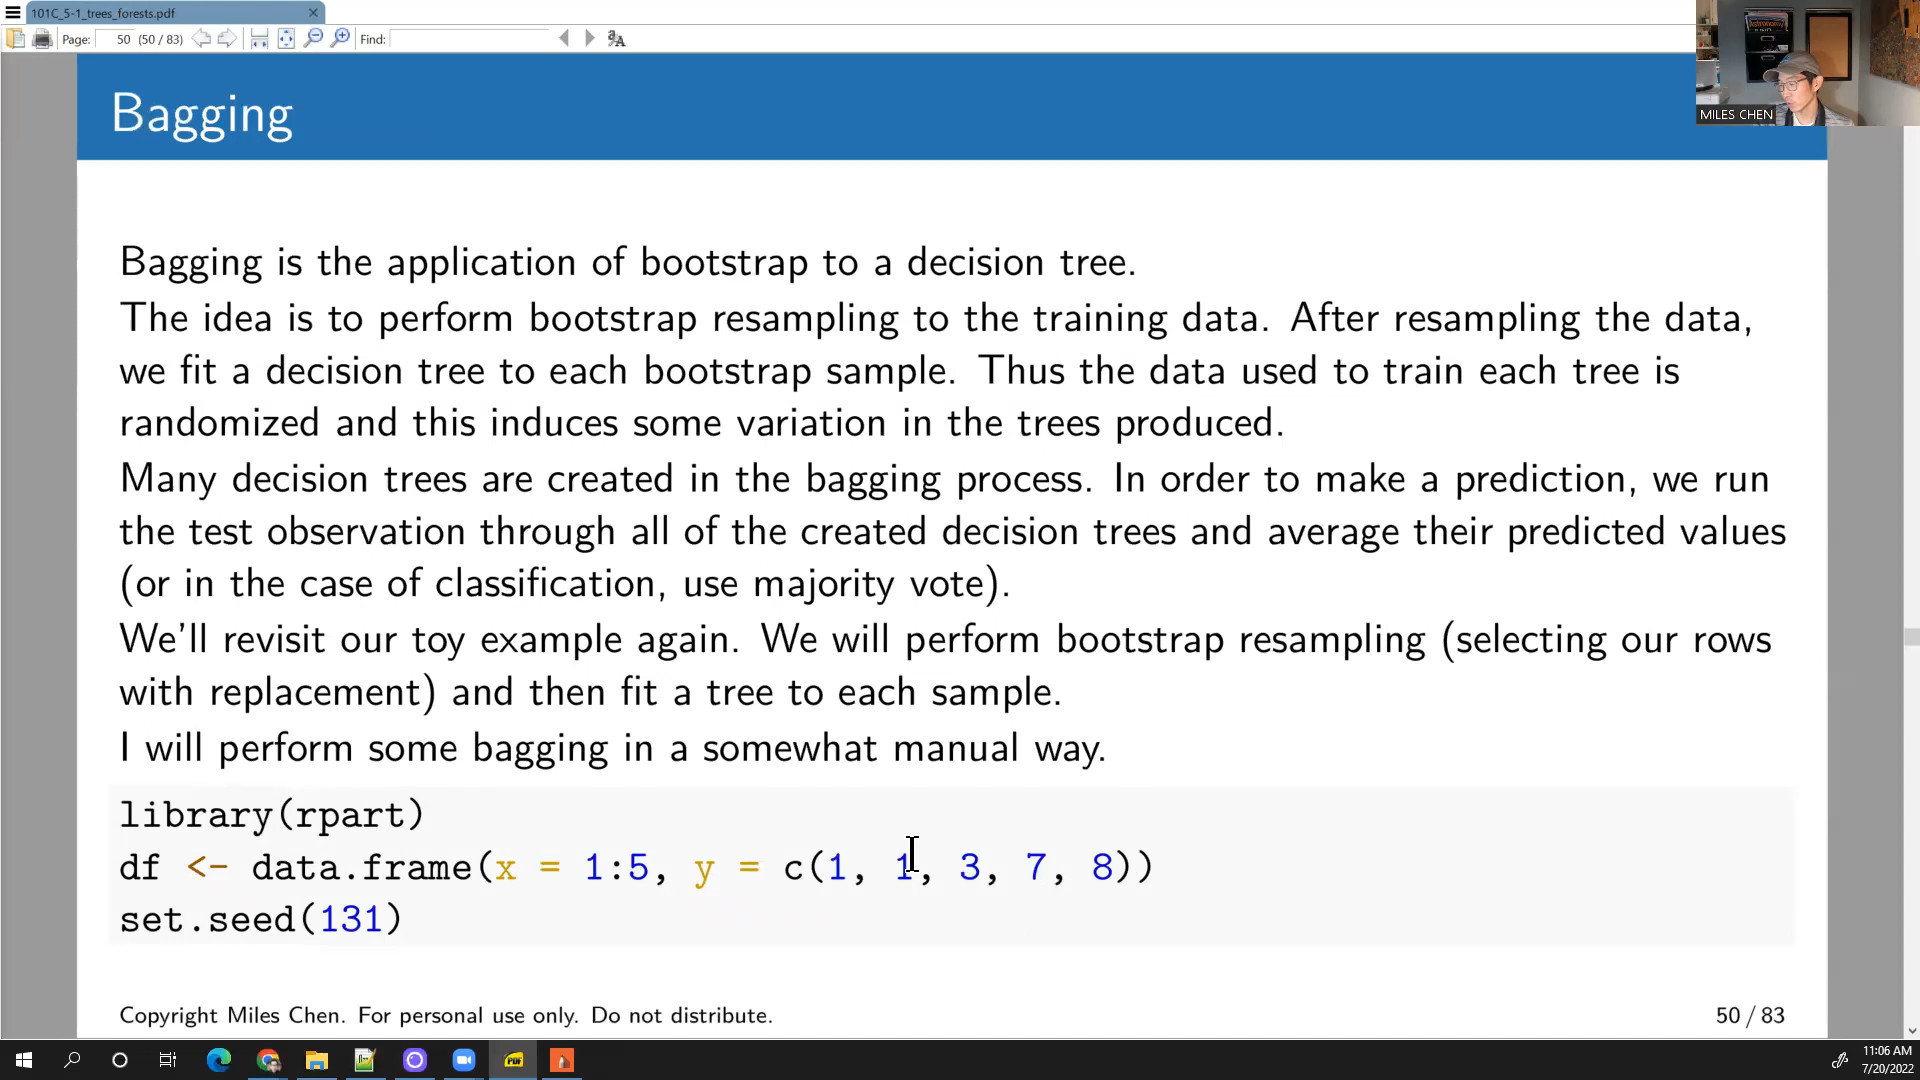 101C_5-1_trees_forests.pdf
Page: 50 (50 / 83) Find:
MILES CHEN
Bagging
Bagging is the application of bootstrap to a decision tree.
The idea is to perform bootstrap resampling to the training data. After resampling the data,
we fit a decision tree to each bootstrap sample. Thus the data used to train each tree is
randomized and this induces some variation in the trees produced.
Many decision trees are created in the bagging process. In order to make a prediction, we run
the test observation through all of the created decision trees and average their predicted values
(or in the case of classification, use majority vote).
We'll revisit our toy example again. We will perform bootstrap resampling (selecting our rows
with replacement) and then fit a tree to each sample.
I will perform some bagging in a somewhat manual way.
library(rpart)
df <- data.frame(x = 1:5, y = c(1, 1, 3, 7, 8))
set.seed(131)
Copyright Miles Chen. For personal use only. Do not distribute.
50 / 83
11:06 AM
7/20/2022